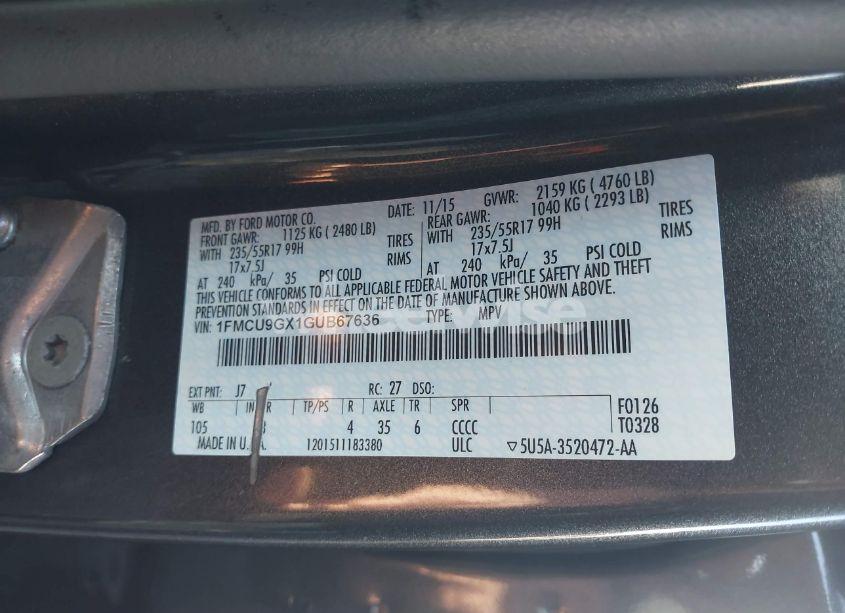 MFD. BY FORD MOTOR CO. DATE: 11/15 GVWR: 2159 KG ( 4760 LB)
FRONT GAWR: 1125 KG ( 2480 LB) REAR GAWR: 1040 KG ( 2293 LB)
WITH 235/55R17 99H TIRES WITH 235/55R17 99H TIRES
17x7.5J RIMS 17x7.5J RIMS
AT 240 kPa/ 35 PSI COLD AT 240 kPa/ 35 PSI COLD
THIS VEHICLE CONFORMS TO ALL APPLICABLE FEDERAL MOTOR VEHICLE SAFETY AND THEFT
PREVENTION STANDARDS IN EFFECT ON THE DATE OF MANUFACTURE SHOWN ABOVE.
VIN: 1FMCU9GX1GUB67636 TYPE: MPV
EXT PNT: J7 RC: 27 DSO:
WB TP/PS R AXLE TR SPR F0126
105 4 35 6 CCCC T0328
MADE IN 1201511183380 ULC ▽5U5A-3520472-AA